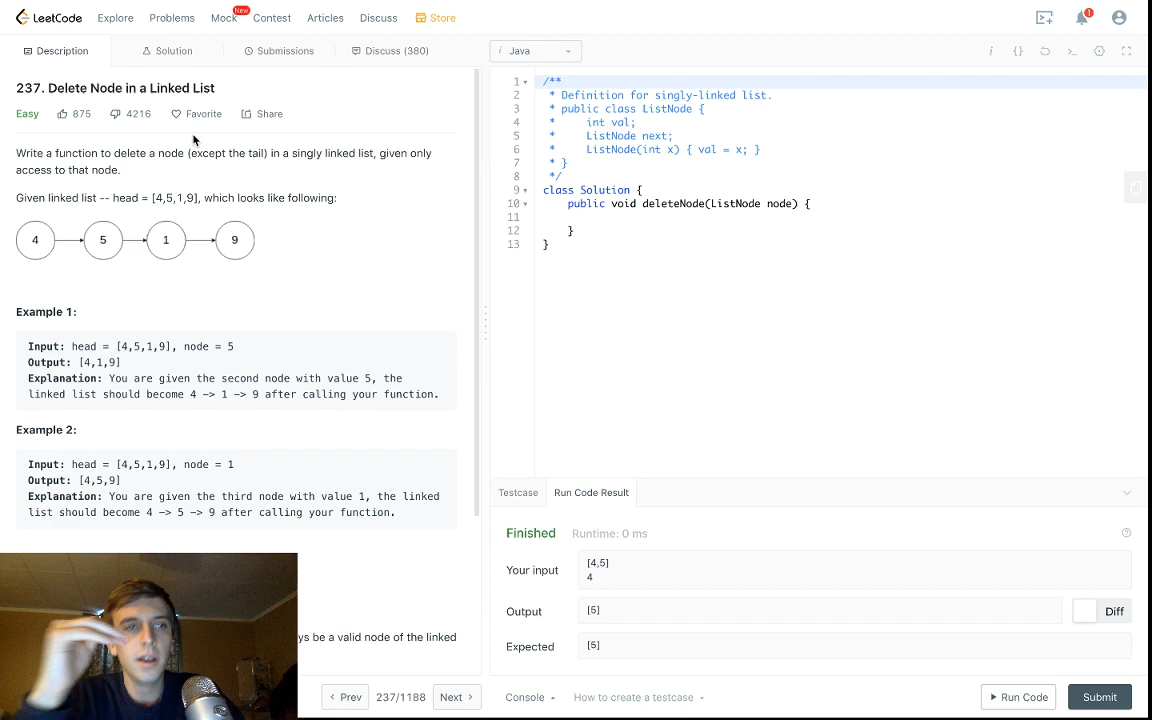 LeetCode Explore Problems Mock New Contest Articles Discuss Store 1
Description Solution Submissions Discuss (380)
237. Delete Node in a Linked List
Easy 875 4216 Favorite Share
Write a function to delete a node (except the tail) in a singly linked list, given only
access to that node.
Given linked list -- head = [4,5,1,9], which looks like following:
4 5 1 9
Example 1:
Input: head = [4,5,1,9], node = 5
Output: [4,1,9]
Explanation: You are given the second node with value 5, the
linked list should become 4 -> 1 -> 9 after calling your function.
Example 2:
Input: head = [4,5,1,9], node = 1
Output: [4,5,9]
Explanation: You are given the third node with value 1, the linked
list should become 4 -> 5 -> 9 after calling your function.
be a valid node of the linked
Prev 237/1188 Next
i Java
i {} >_
1 /**
2 * Definition for singly-linked list.
3 * public class ListNode {
4 * int val;
5 * ListNode next;
6 * ListNode(int x) { val = x; }
7 * }
8 */
9 class Solution {
10 public void deleteNode(ListNode node) {
11
12 }
13 }
Testcase Run Code Result
Finished Runtime: 0 ms
Your input
[4,5]
4
Output [5] Diff
Expected [5]
Console How to create a testcase Run Code Submit